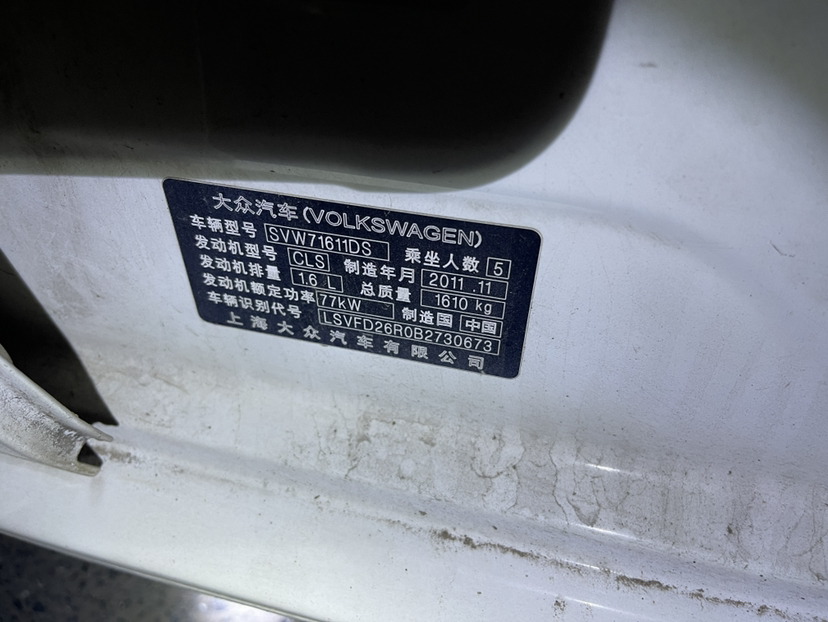 大众汽车(VOLKSWAGEN)
车辆型号 SVW71611DS 乘坐人数 5
发动机型号 CLS 制造年月 2011.11
发动机排量 1.6 L 总质量 1610 kg
发动机额定功率 77kW 制造国 中国
车辆识别代号 LSVFD26R0B2730673
上海大众汽车有限公司